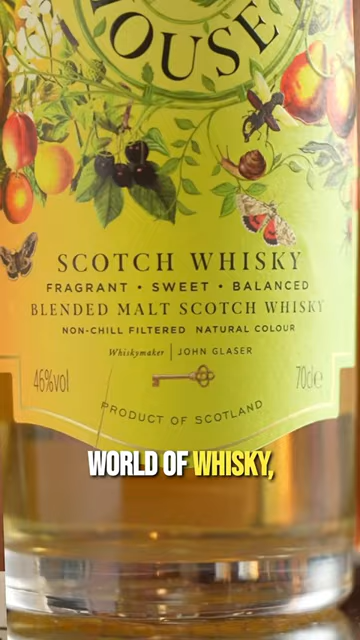 OUSE
SCOTCH WHISKY
FRAGRANT • SWEET • BALANCED
BLENDED MALT SCOTCH WHISKY
NON-CHILL FILTERED NATURAL COLOUR
Whiskymaker | JOHN GLASER
46%vol
70cle
PRODUCT OF SCOTLAND
WORLD OF WHISKY,